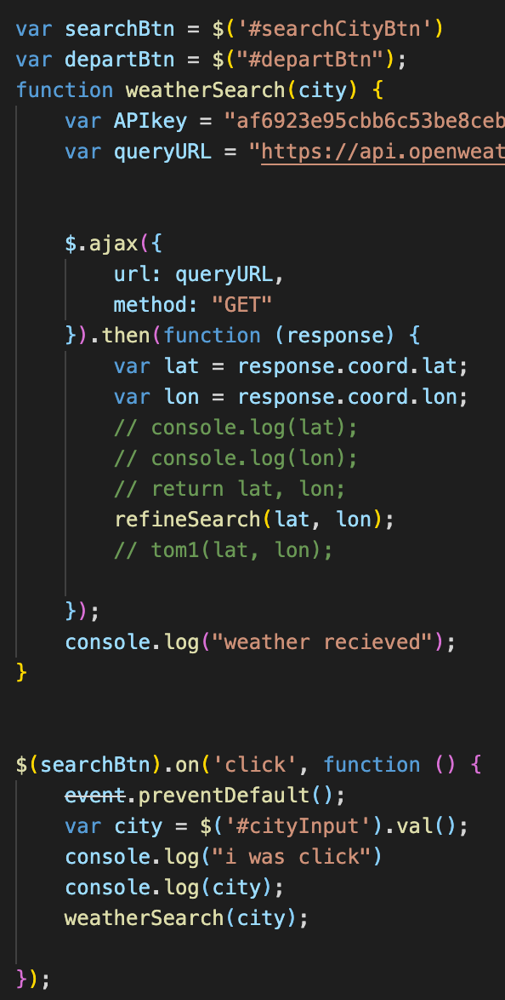 var searchBtn = $('#searchCityBtn')
var departBtn = $("#departBtn");
function weatherSearch(city) {
var APIkey = "af6923e95cbb6c53be8ceb
var queryURL = "https://api.openweat
$.ajax({
url: queryURL,
method: "GET"
}).then(function (response) {
var lat = response.coord.lat;
var lon = response.coord.lon;
// console.log(lat);
// console.log(lon);
// return lat, lon;
refineSearch(lat, lon);
// tom1(lat, lon);
});
console.log("weather recieved");
}
$(searchBtn).on('click', function () {
event.preventDefault();
var city = $('#cityInput').val();
console.log("i was click")
console.log(city);
weatherSearch(city);
});